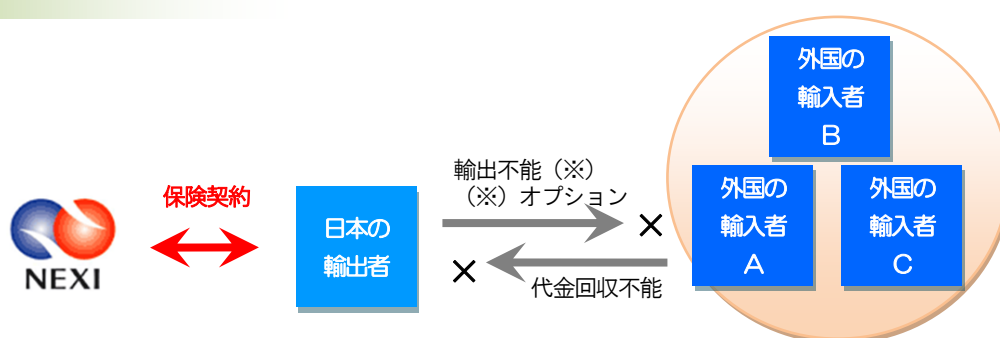 NEXI
保険契約
日本の
輸出者
輸出不能（※）
（※）オプション
×
×
代金回収不能
外国の
輸入者
B
外国の
輸入者
A
外国の
輸入者
C